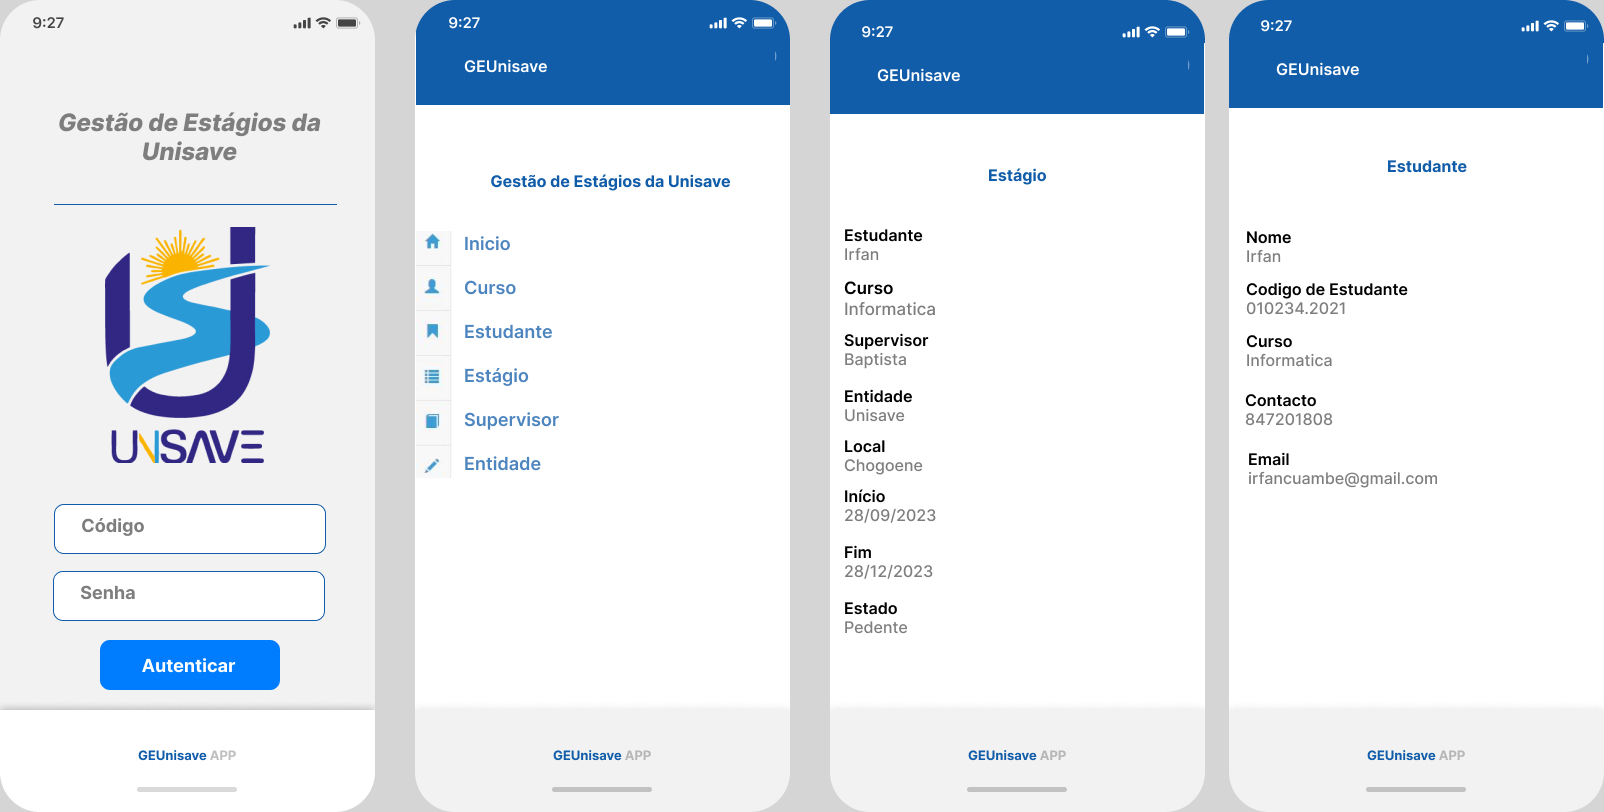 9:27
Gestão de Estágios da
Unisave
UNSAVE
Código
Senha
Autenticar
GEUnisave APP
9:27
GEUnisave
Gestão de Estágios da Unisave
Inicio
Curso
Estudante
Estágio
Supervisor
Entidade
GEUnisave APP
9:27
GEUnisave
Estágio
Estudante
Irfan
Curso
Informatica
Supervisor
Baptista
Entidade
Unisave
Local
Chogoene
Início
28/09/2023
Fim
28/12/2023
Estado
Pedente
GEUnisave APP
9:27
GEUnisave
Estudante
Nome
Irfan
Codigo de Estudante
010234.2021
Curso
Informatica
Contacto
847201808
Email
irfancuambe@gmail.com
GEUnisave APP